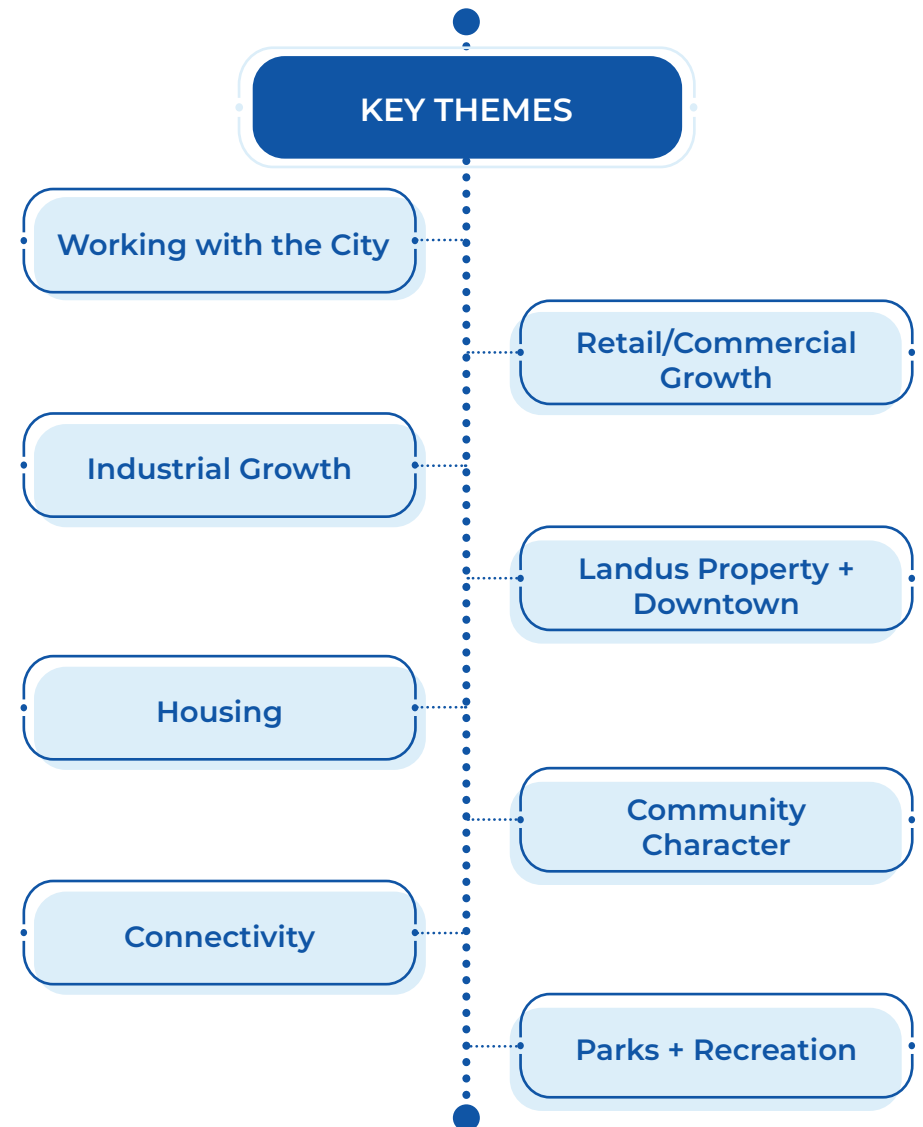 KEY THEMES
Working with the City
Retail/Commercial
Growth
Industrial Growth
Landus Property +
Downtown
Housing
Community
Character
Connectivity
Parks + Recreation